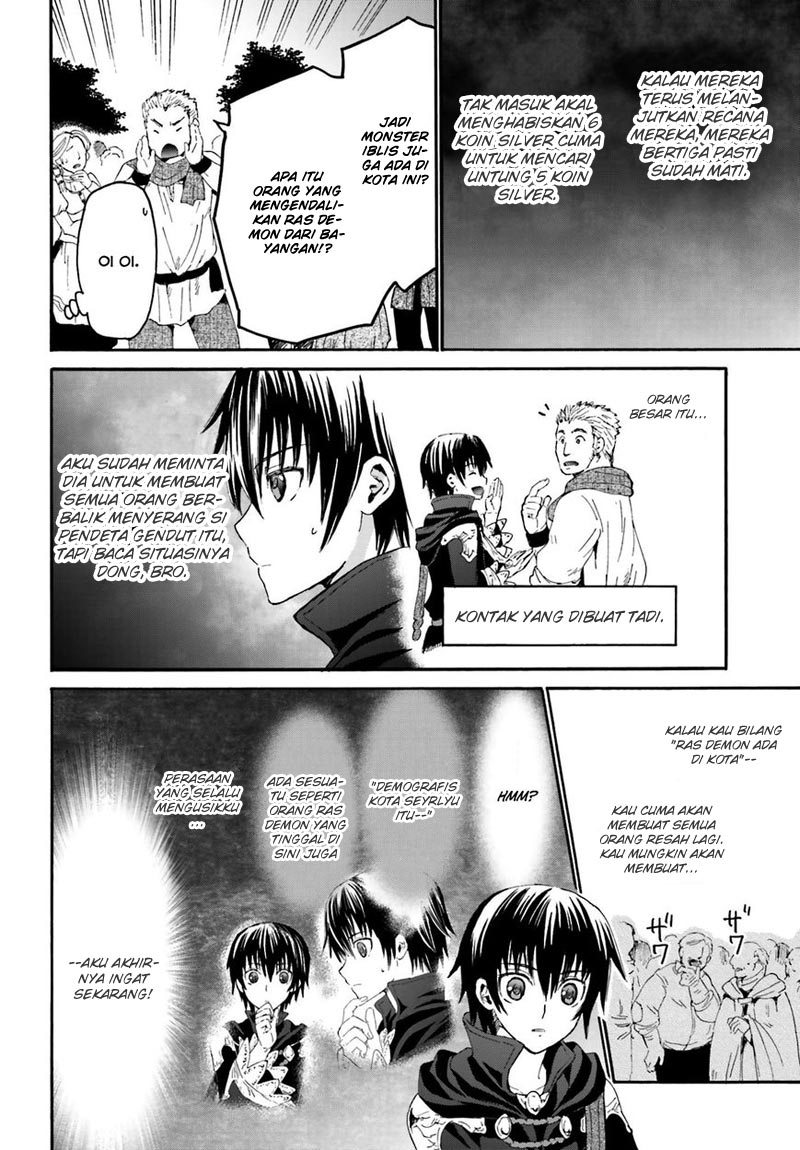 KALAU MEREKA
TERUS MELAN-
JUTKAN RECANA
MEREKA, MEREKA
BERTIGA PASTI
SUDAH MATI.
TAK MASUK AKAL
MENGHABISKAN 6
KOIN SILVER CUMA
UNTUK MENCARI
UNTUNG 5 KOIN
SILVER.
JADI
MONSTER
IBLIS JU-
GA ADA DI
KOTA INI?
APA ITU
ORANG YANG
MENGENDALI-
KAN RAS DE-
MON DARI BA-
YANGAN!?
OI OI.
ORANG
BESAR ITU...
KONTAK YANG DIBUAT TADI.
AKU SUDAH MEMINTA
DIA UNTUK MEMBUAT
SEMUA ORANG BER-
BALIK MENYERANG SI
PENDETA GENDUT ITU,
TAPI BACA SITUASINYA
DONG, BRO.
KALAU KAU BILANG
"RAS DEMON ADA
DI KOTA"--
KAU CUMA AKAN
MEMBUAT SEMUA
ORANG RESAH LAGI.
KAU MUNGKIN AKAN
MEMBUAT...
ザワ
ザワ
HMM?
"DEMOGRAFIS
KOTA SEYRLYU
ITU--"
ADA SESUA-
TU SEPERTI
ORANG RAS
DEMON YANG
TINGGAL DI
SINI JUGA
PERASAAN
YANG SELALU
MENGUSIKKU
...
--AKU AKHIR-
NYA INGAT
SEKARANG!